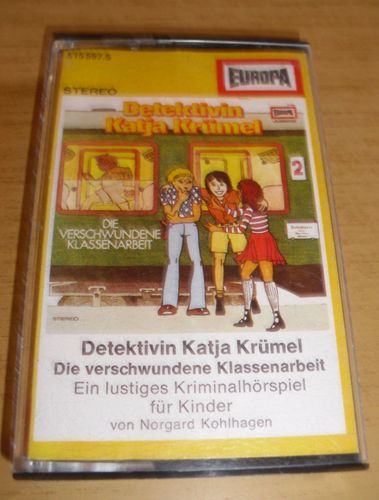 515 557.5
STEREO
EUROPA
Detektivin
Katja Krümel
EUROPA
2
DIE
VERSCHWUNDENE
KLASSENARBEIT
STEREO
Detektivin Katja Krümel
Die verschwundene Klassenarbeit
Ein lustiges Kriminalhörspiel
für Kinder
von Norgard Kohlhagen